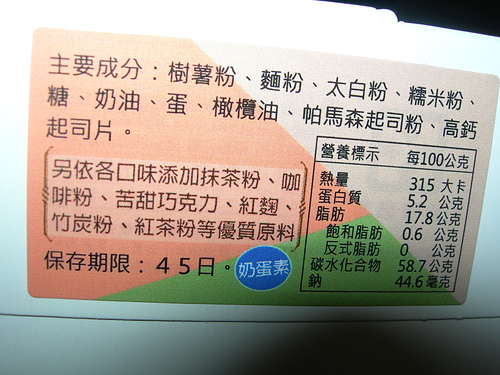 主要成分：樹薯粉、麵粉、太白粉、糯米粉、
糖、奶油、蛋、橄欖油、帕馬森起司粉、高鈣
起司片。
另依各口味添加抹茶粉、咖
啡粉、苦甜巧克力、紅麴、
竹炭粉、紅茶粉等優質原料
保存期限：45日。
奶蛋素
營養標示 每100公克
熱量 315 大卡
蛋白質 5.2 公克
脂肪 17.8 公克
飽和脂肪 0.6 公克
反式脂肪 0 公克
碳水化合物 58.7 公克
鈉 44.6 毫克